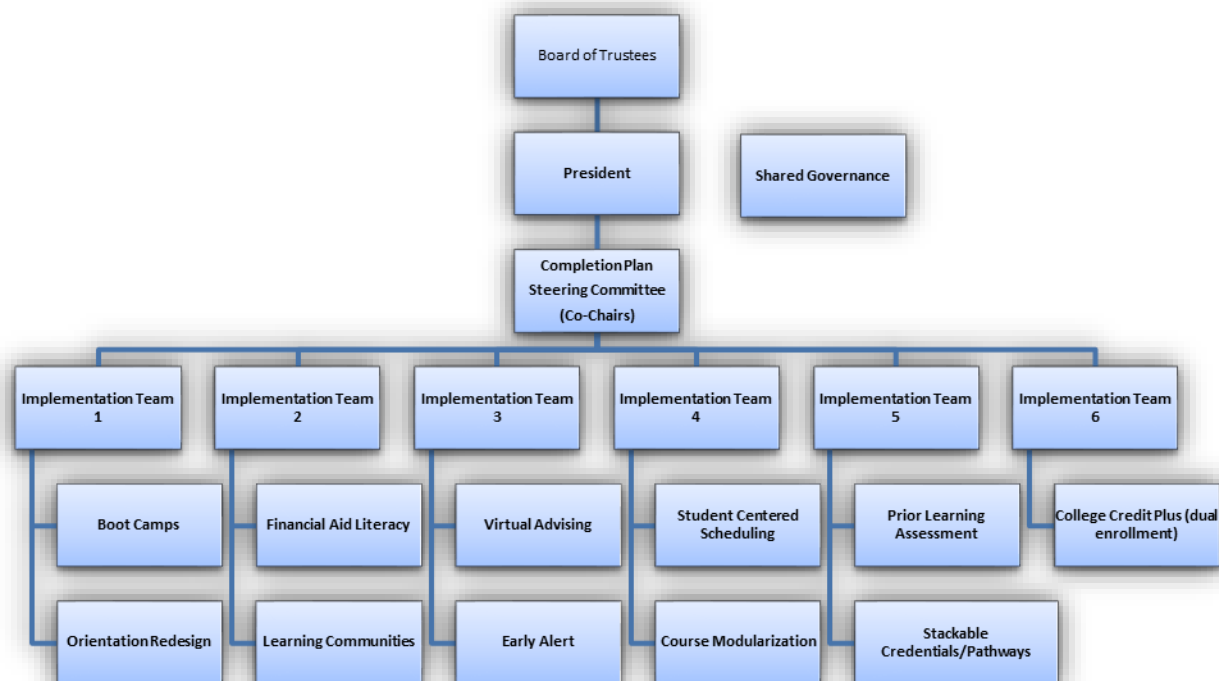 Board of Trustees
President
Shared Governance
Completion Plan
Steering Committee
(Co-Chairs)
Implementation Team
1
Implementation Team
2
Implementation Team
3
Implementation Team
4
Implementation Team
5
Implementation Team
6
Boot Camps
Financial Aid Literacy
Virtual Advising
Student Centered
Scheduling
Prior Learning
Assessment
College Credit Plus (dual
enrollment)
Orientation Redesign
Learning Communities
Early Alert
Course Modularization
Stackable
Credentials/Pathways